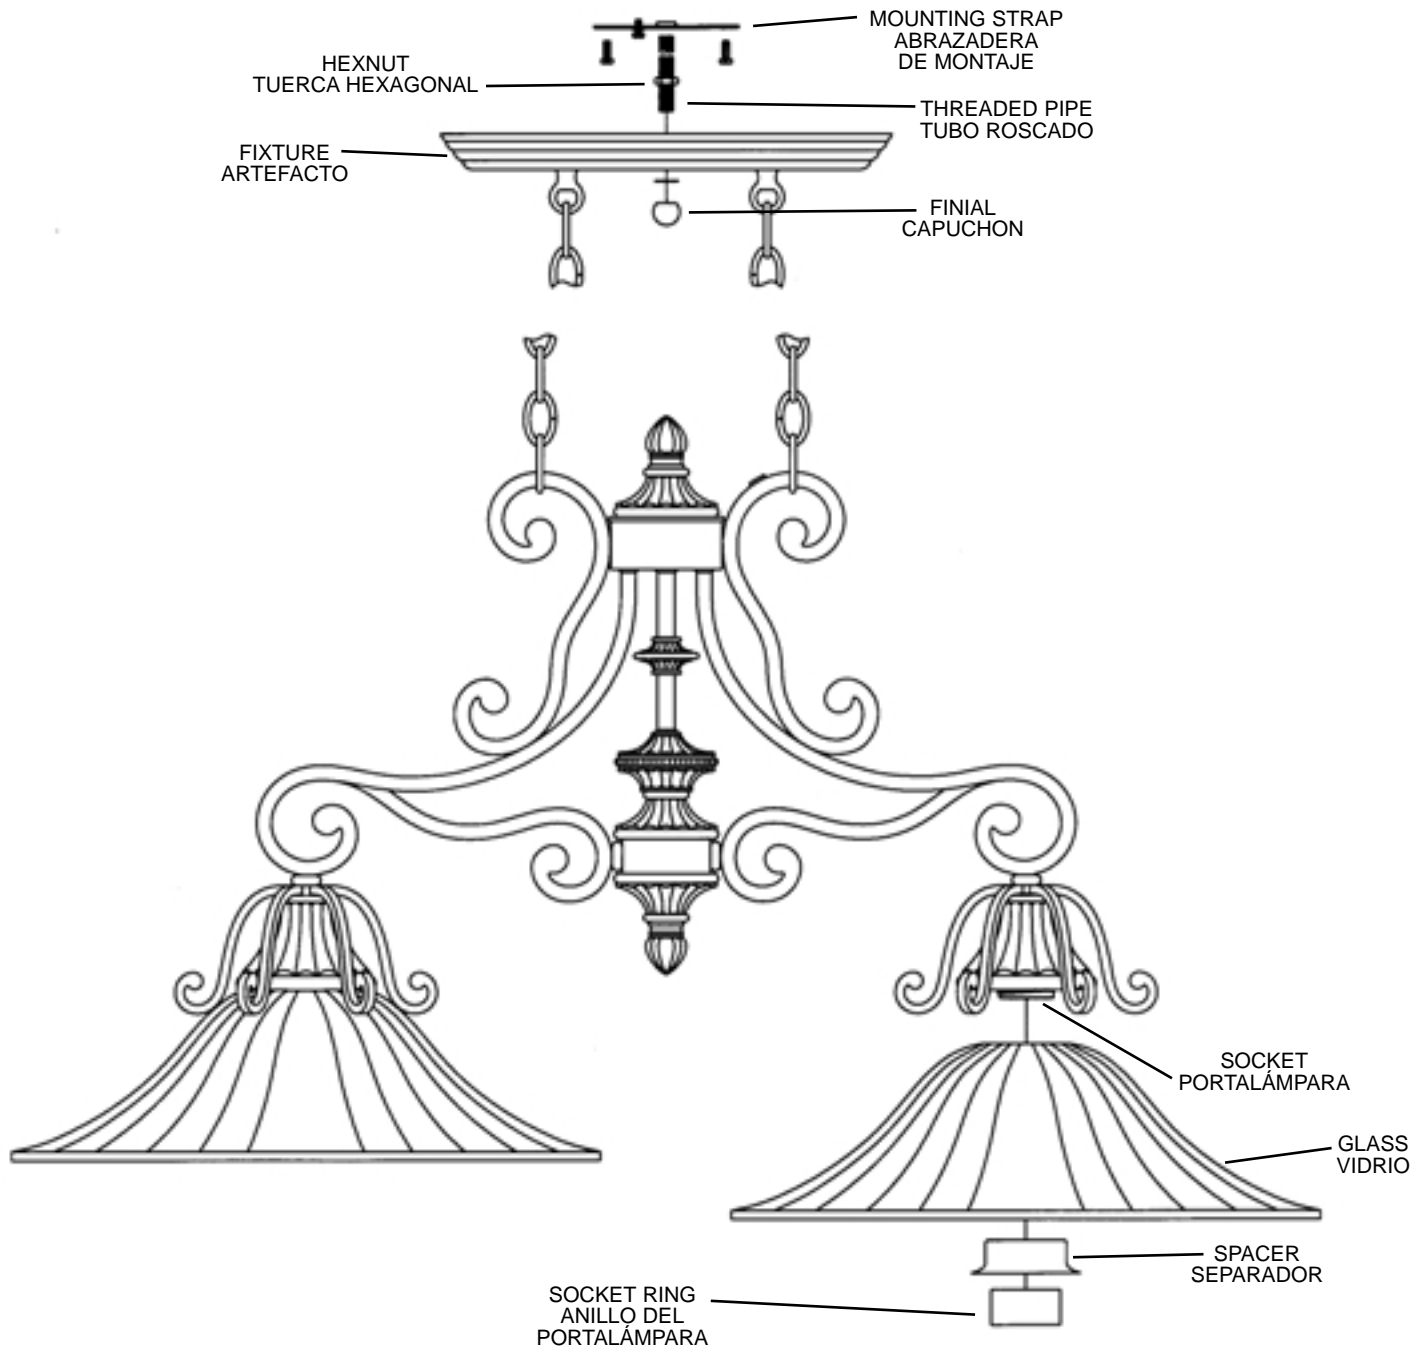 MOUNTING STRAP
ABRAZADERA
DE MONTAJE
HEXNUT
TUERCA HEXAGONAL
THREADED PIPE
TUBO ROSCADO
FIXTURE
ARTEFACTO
FINIAL
CAPUCHON
SOCKET
PORTALÁMPARA
GLASS
VIDRIO
SPACER
SEPARADOR
SOCKET RING
ANILLO DEL
PORTALÁMPARA